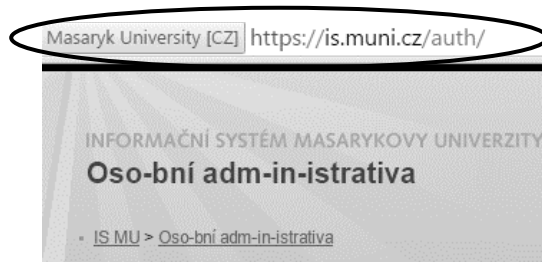 Masaryk University [CZ] https://is.muni.cz/auth/
INFORMAČNÍ SYSTÉM MASARYKOVY UNIVERZITY
Oso-bní adm-in-istrativa
• IS MU > Oso-bní adm-in-istrativa